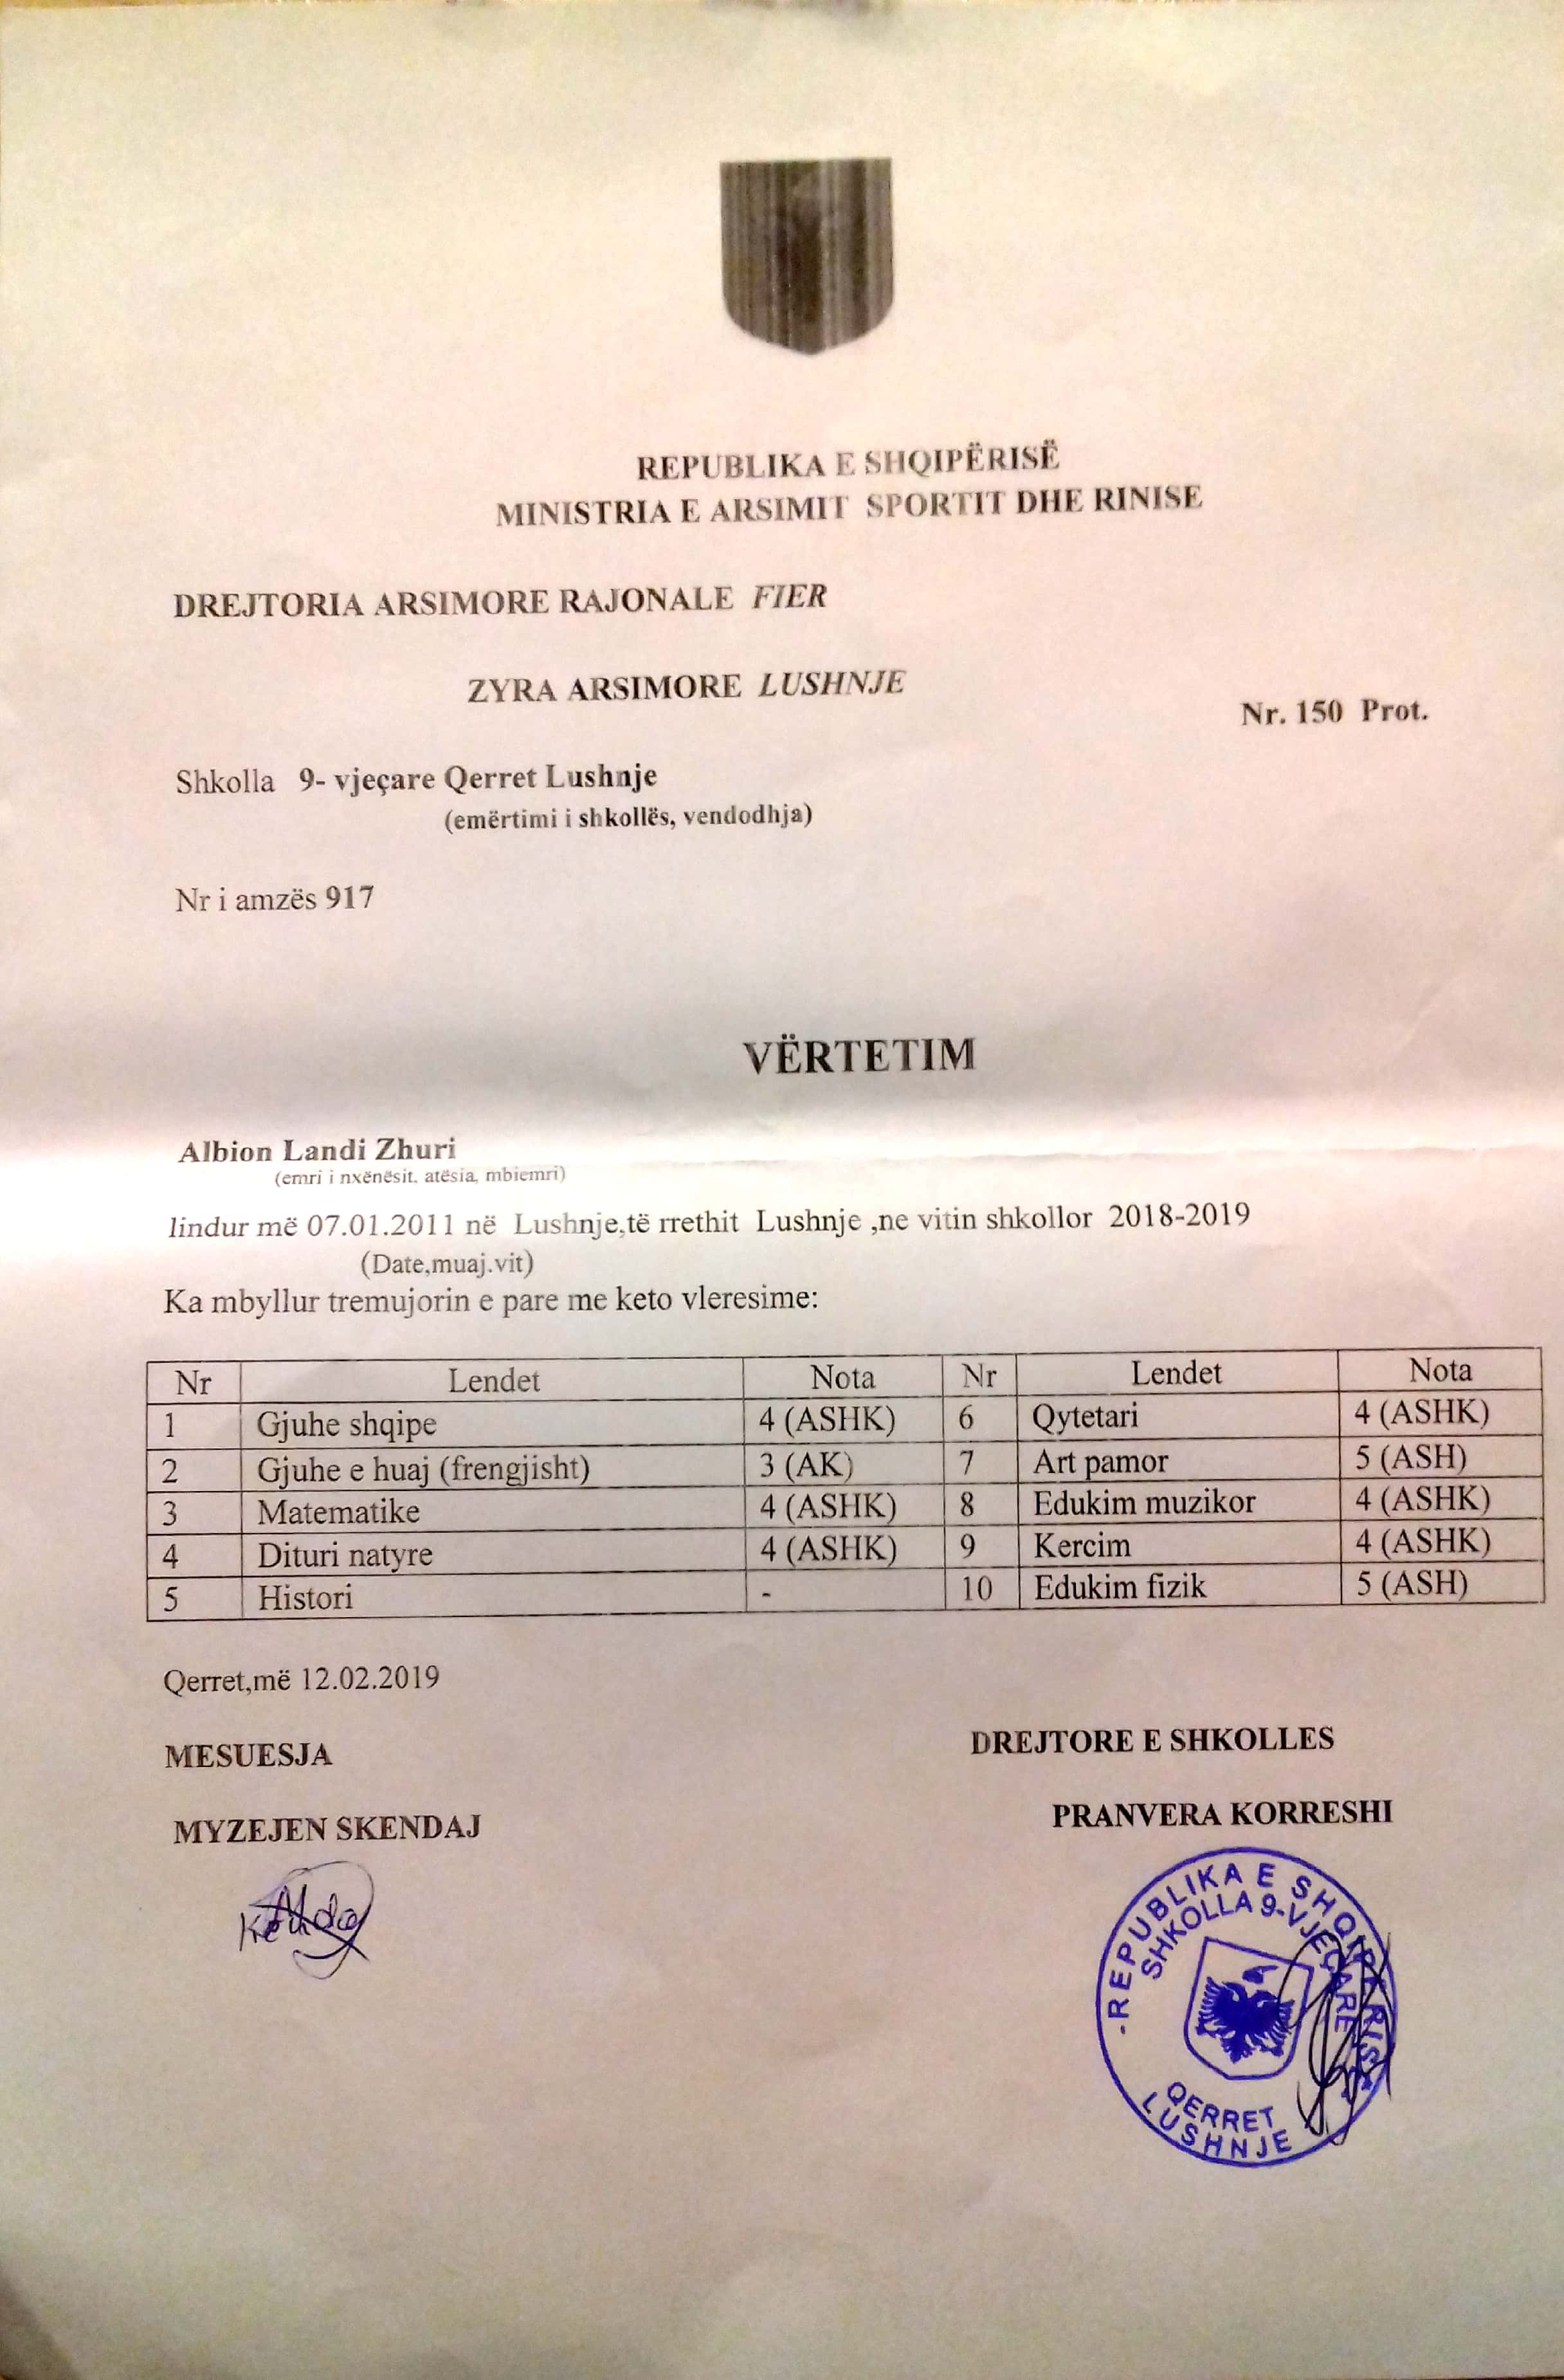 REPUBLIKA E SHQIPËRISË
MINISTRIA E ARSIMIT SPORTIT DHE RINISE
DREJTORIA ARSIMORE RAJONALE FIER
ZYRA ARSIMORE LUSHNJE
Nr. 150 Prot.
Shkolla 9- vjeçare Qerret Lushnje
(emërtimi i shkollës, vendodhja)
Nr i amzës 917
VËRTETIM
Albion Landi Zhuri
(emri i nxënësit. atësia, mbiemri)
lindur më 07.01.2011 në Lushnje,të rrethit Lushnje ,ne vitin shkollor 2018-2019
(Date,muaj.vit)
Ka mbyllur tremujorin e pare me keto vleresime:
Nr Lendet Nota Nr Lendet Nota
1 Gjuhe shqipe 4 (ASHK) 6 Qytetari 4 (ASHK)
2 Gjuhe e huaj (frengjisht) 3 (AK) 7 Art pamor 5 (ASH)
3 Matematike 4 (ASHK) 8 Edukim muzikor 4 (ASHK)
4 Dituri natyre 4 (ASHK) 9 Kercim 4 (ASHK)
5 Histori - 10 Edukim fizik 5 (ASH)
Qerret,më 12.02.2019
MESUESJA DREJTORE E SHKOLLES
MYZEJEN SKENDAJ PRANVERA KORRESHI
-REPUBLIKA E SHQIPERISE
SHKOLLA 9-VJEÇARE
QERRET
LUSHNJE